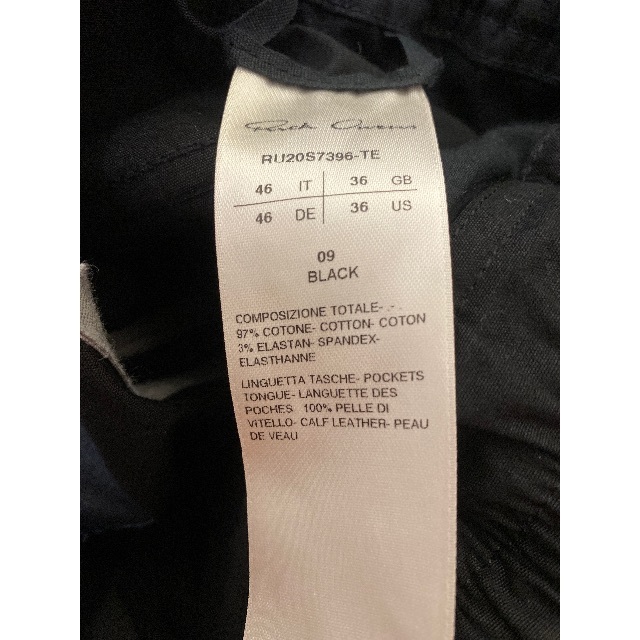 Rick Owens
RU20S7396-TE
46 IT 36 GB
46 DE 36 US
09
BLACK
COMPOSIZIONE TOTALE- - -
97% COTONE- COTTON- COTON
3% ELASTAN- SPANDEX-
ELASTHANNE
LINGUETTA TASCHE- POCKETS
TONGUE- LANGUETTE DES
POCHES 100% PELLE DI
VITELLO- CALF LEATHER- PEAU
DE VEAU